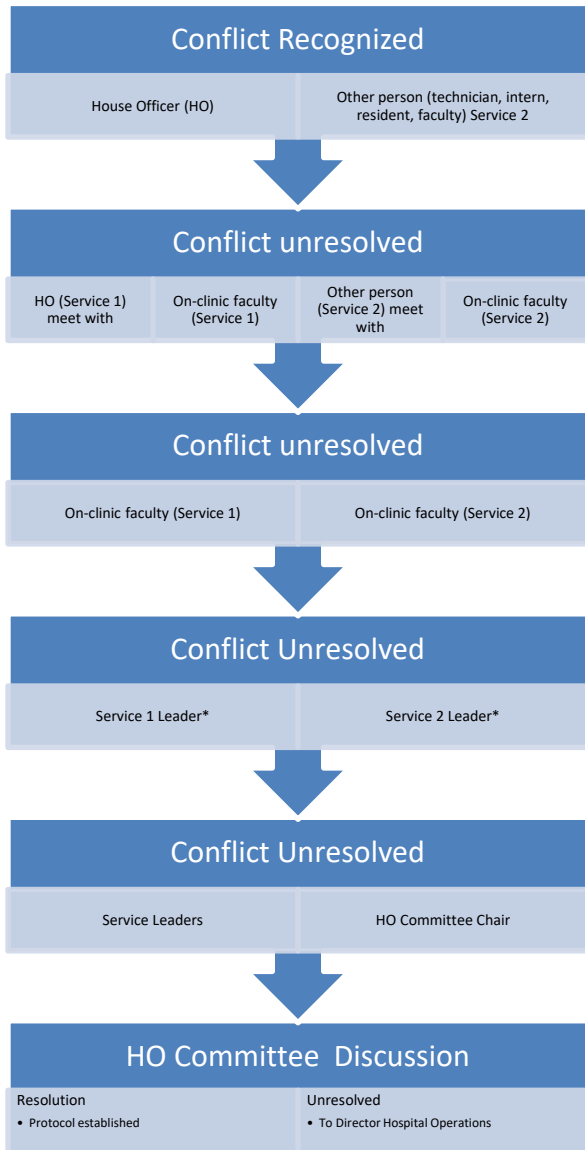 Conflict Recognized
House Officer (HO)
Other person (technician, intern,
resident, faculty) Service 2
Conflict unresolved
HO (Service 1)
meet with
On-clinic faculty
(Service 1)
Other person
(Service 2) meet
with
On-clinic faculty
(Service 2)
Conflict unresolved
On-clinic faculty (Service 1)
On-clinic faculty (Service 2)
Conflict Unresolved
Service 1 Leader*
Service 2 Leader*
Conflict Unresolved
Service Leaders
HO Committee Chair
HO Committee  Discussion
Resolution
• Protocol established
Unresolved
• To Director Hospital Operations